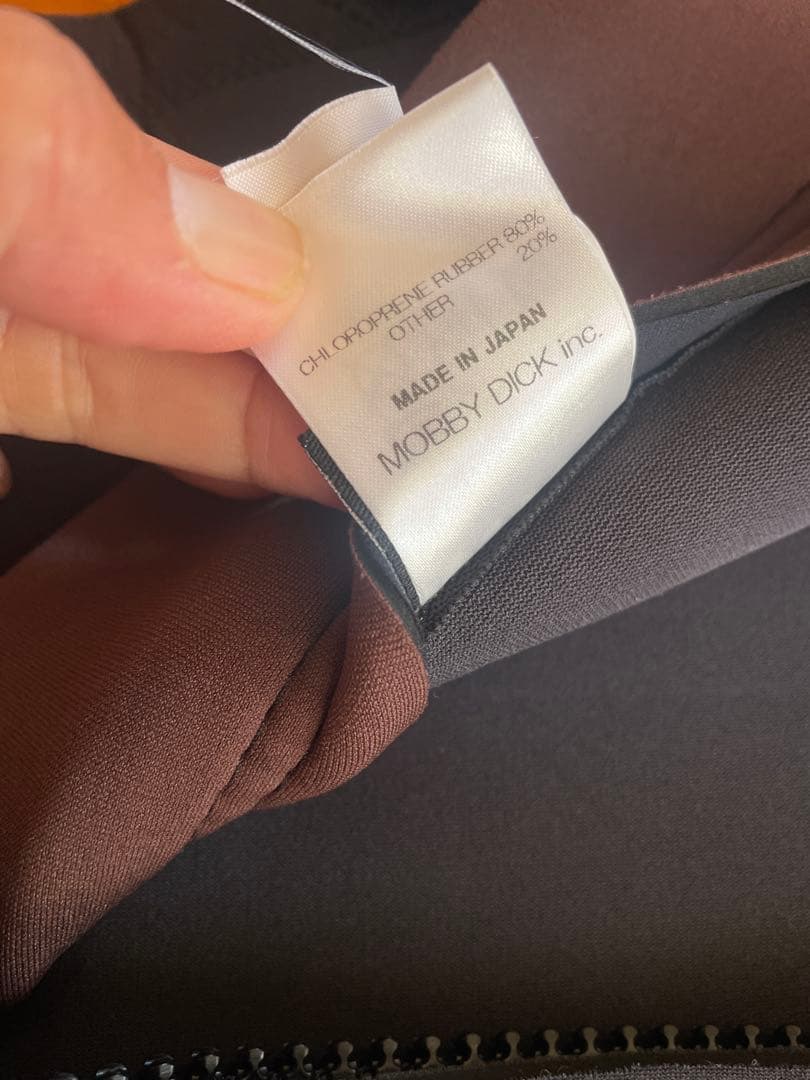 CHLOROPRENE RUBBER 80%
OTHER 20%
MADE IN JAPAN
MOBBY DICK inc.